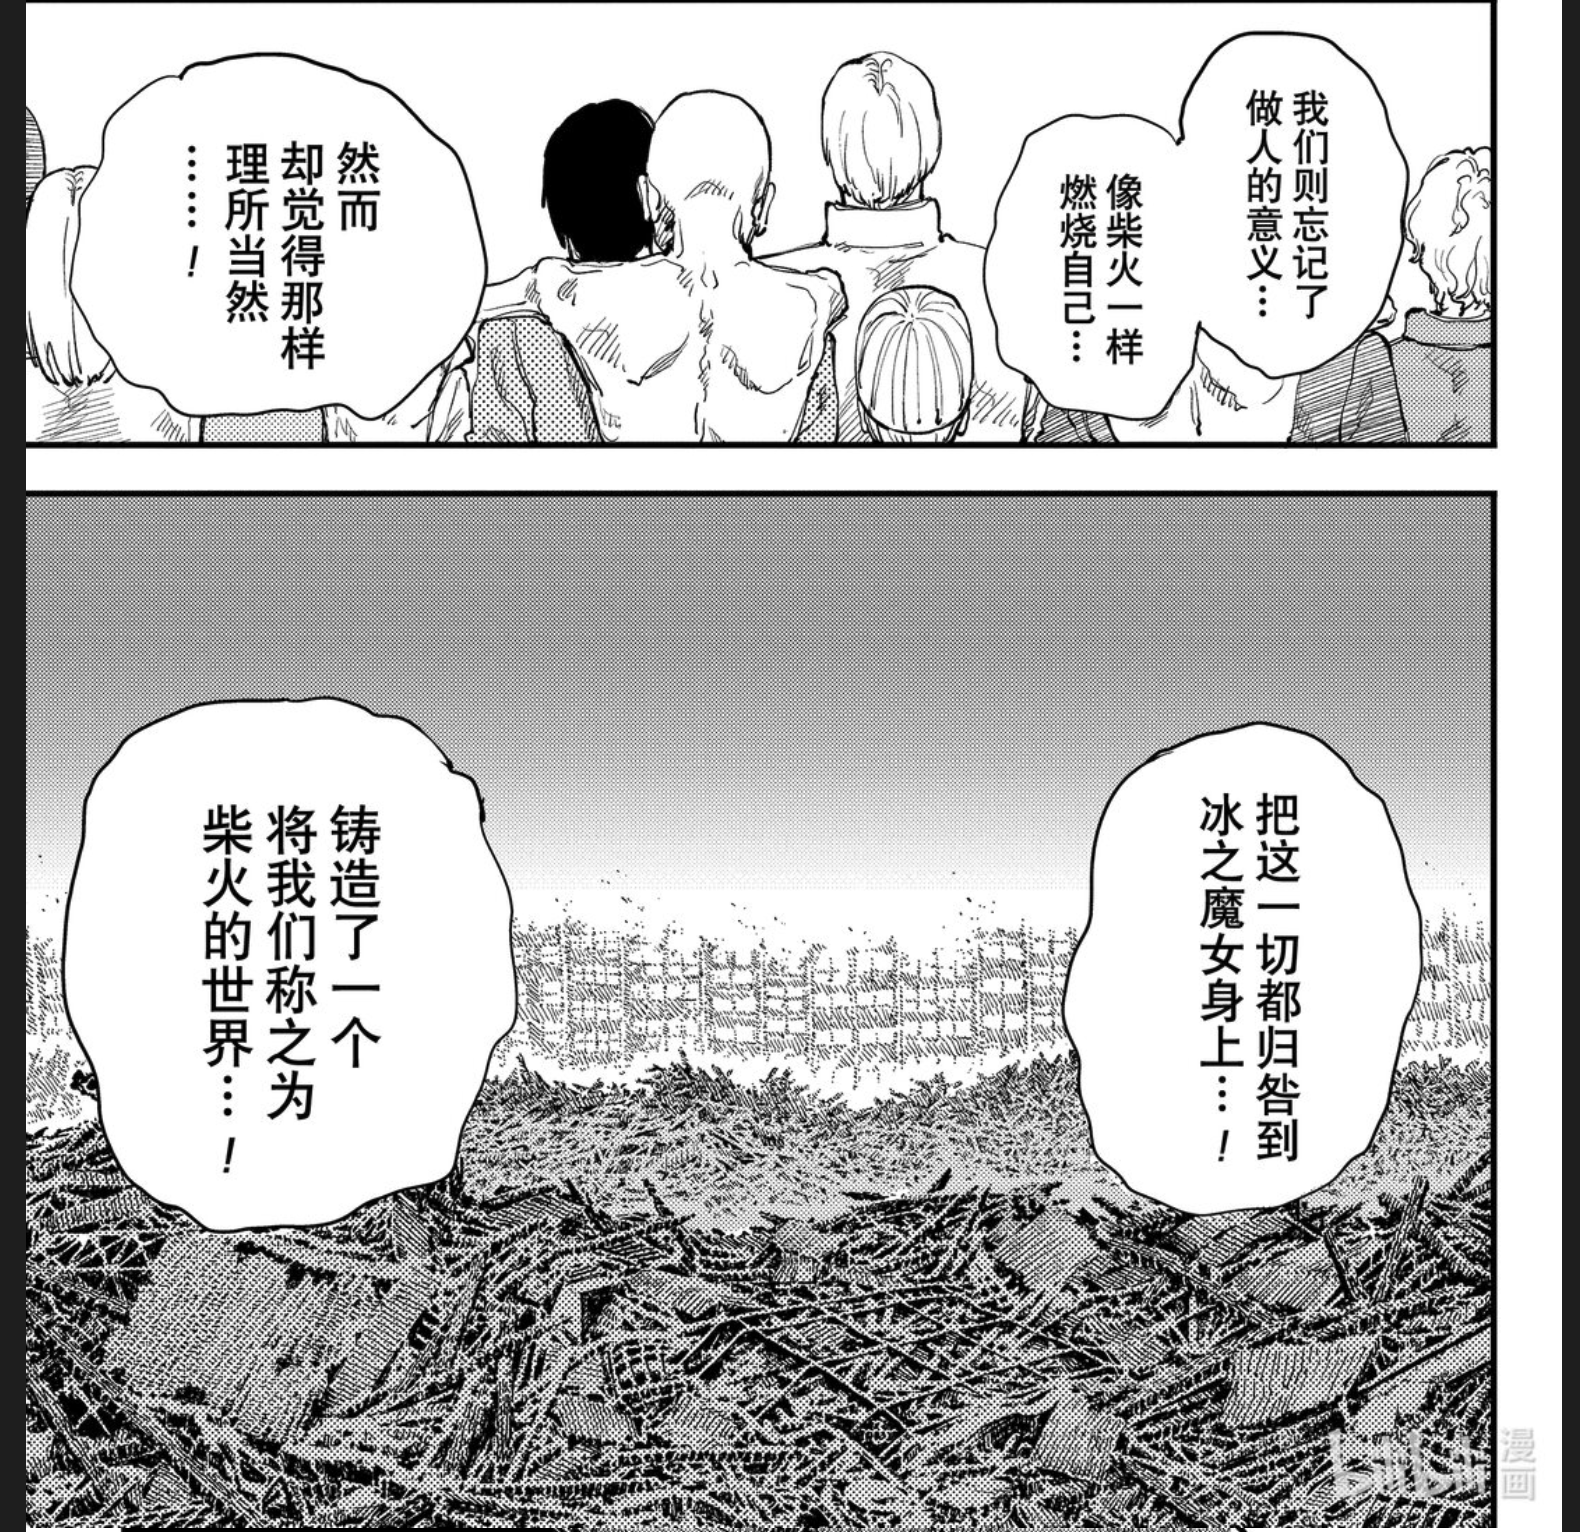 我们则忘记了
做人的意义…
像柴火一样
燃烧自己…
然而
却觉得那样
理所当然
……！
把这一切都归咎到
冰之魔女身上…！
铸造了一个
将我们称之为
柴火的世界…！
bilibili
漫画